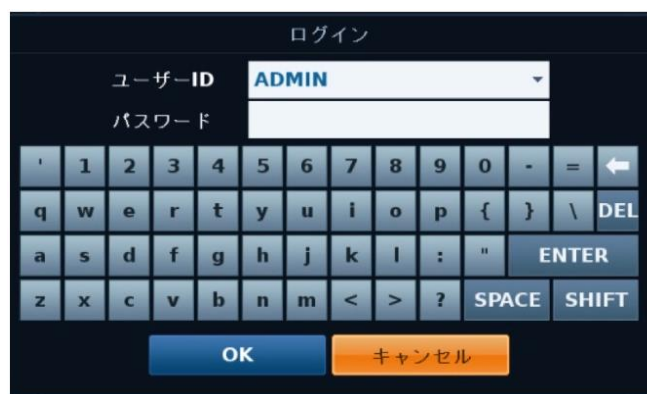 ログイン
ユーザーID ADMIN
パスワード
' 1 2 3 4 5 6 7 8 9 0 - =
q w e r t y u i o p { } \ DEL
a s d f g h j k l : " ENTER
z x c v b n m < > ? SPACE SHIFT
OK キャンセル